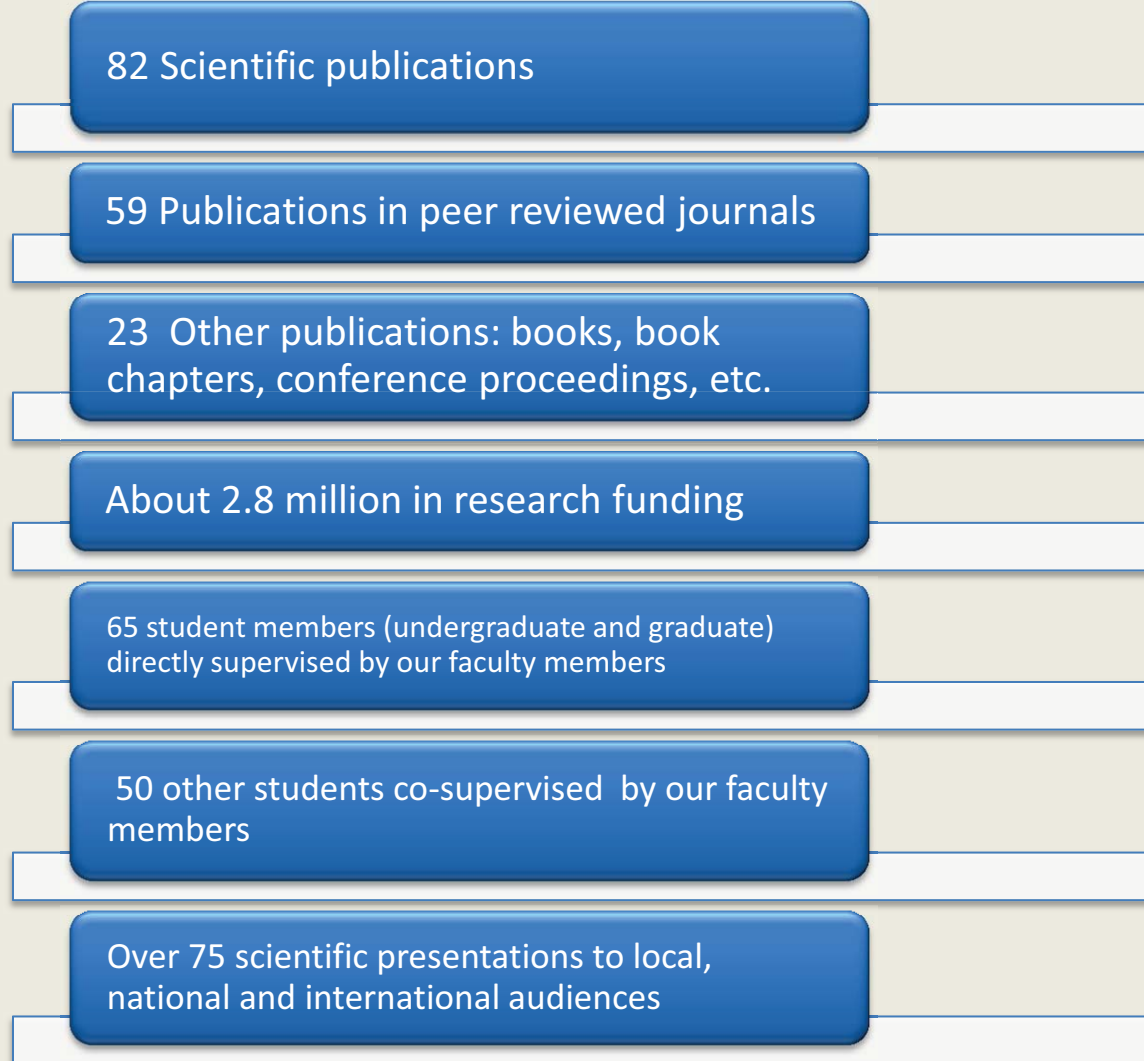 82 Scientific publications
59 Publications in peer reviewed journals
23  Other publications: books, book
chapters, conference proceedings, etc.
About 2.8 million in research funding
65 student members (undergraduate and graduate)
directly supervised by our faculty members
50 other students co-supervised  by our faculty
members
Over 75 scientific presentations to local,
national and international audiences